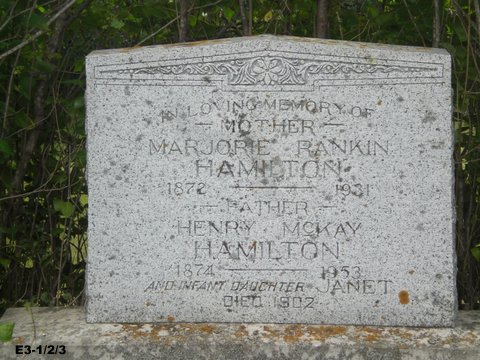 IN LOVING MEMORY OF
— MOTHER —
MARJORIE RANKIN
HAMILTON
1872 — 1931
— FATHER —
HENRY McKAY
HAMILTON
1874 — 1953
AND INFANT DAUGHTER JANET
DIED 1902
E3-1/2/3